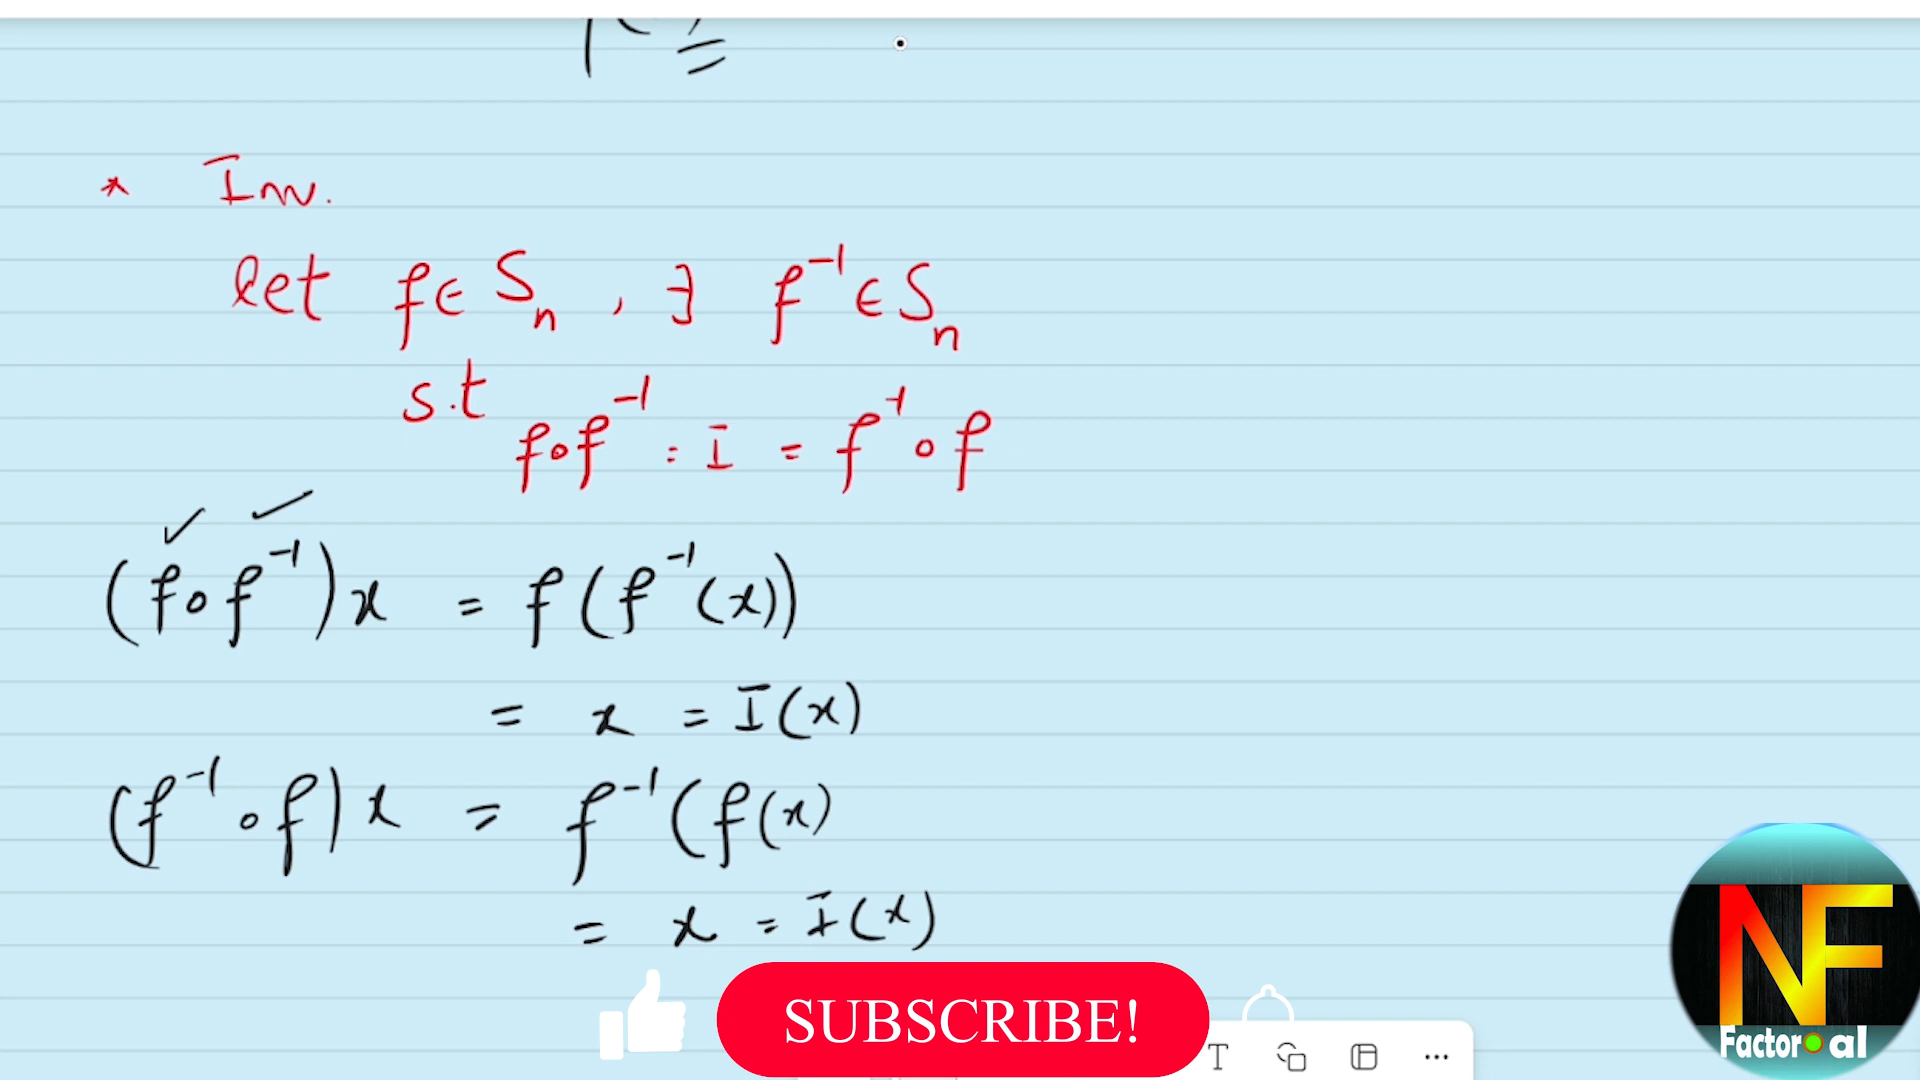 * Inv.
let f ∈ Sₙ , ∃ f⁻¹ ∈ Sₙ
s.t
f∘f⁻¹ = I = f⁻¹∘f
(f∘f⁻¹)x = f(f⁻¹(x))
= x = I(x)
(f⁻¹∘f)x = f⁻¹(f(x)
= x = I(x)
SUBSCRIBE!
T
NF
Factor al